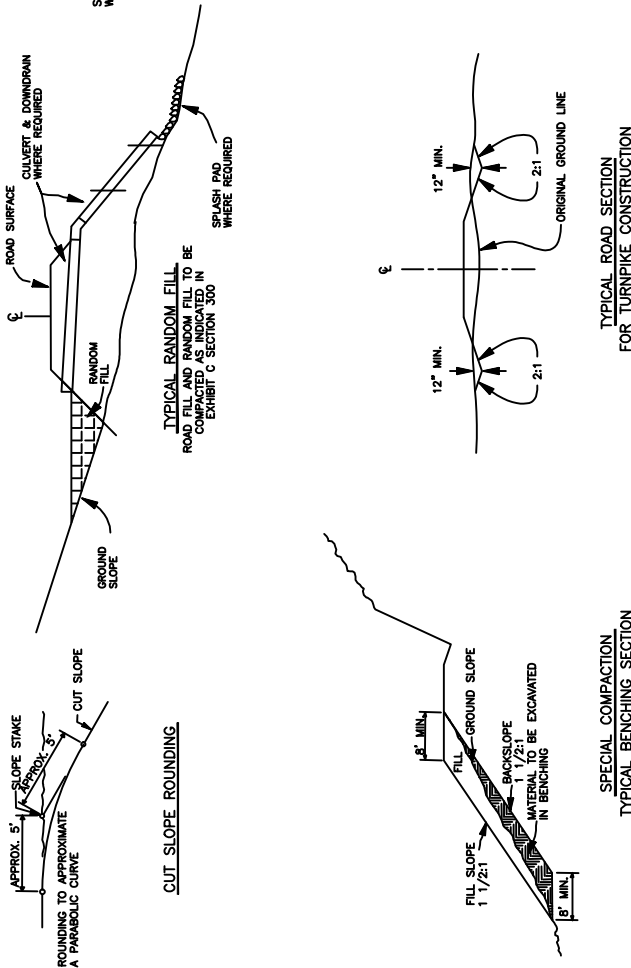 APPROX. 5'
SLOPE STAKE
APPROX. 5'
ROUNDING TO APPROXIMATE
A PARABOLIC CURVE
CUT SLOPE
CUT SLOPE ROUNDING
℄
ROAD SURFACE
CULVERT & DOWNDRAIN
WHERE REQUIRED
RANDOM
FILL
GROUND
SLOPE
SPLASH PAD
WHERE REQUIRED
TYPICAL RANDOM FILL
ROAD FILL AND RANDOM FILL TO BE
COMPACTED AS INDICATED IN
EXHIBIT C SECTION 300
8' MIN.
FILL
GROUND SLOPE
FILL SLOPE
1 1/2:1
BACKSLOPE
1 1/2:1
MATERIAL TO BE EXCAVATED
IN BENCHING
8' MIN.
SPECIAL COMPACTION
TYPICAL BENCHING SECTION
℄
12" MIN.
12" MIN.
2:1
2:1
ORIGINAL GROUND LINE
TYPICAL ROAD SECTION
FOR TURNPIKE CONSTRUCTION